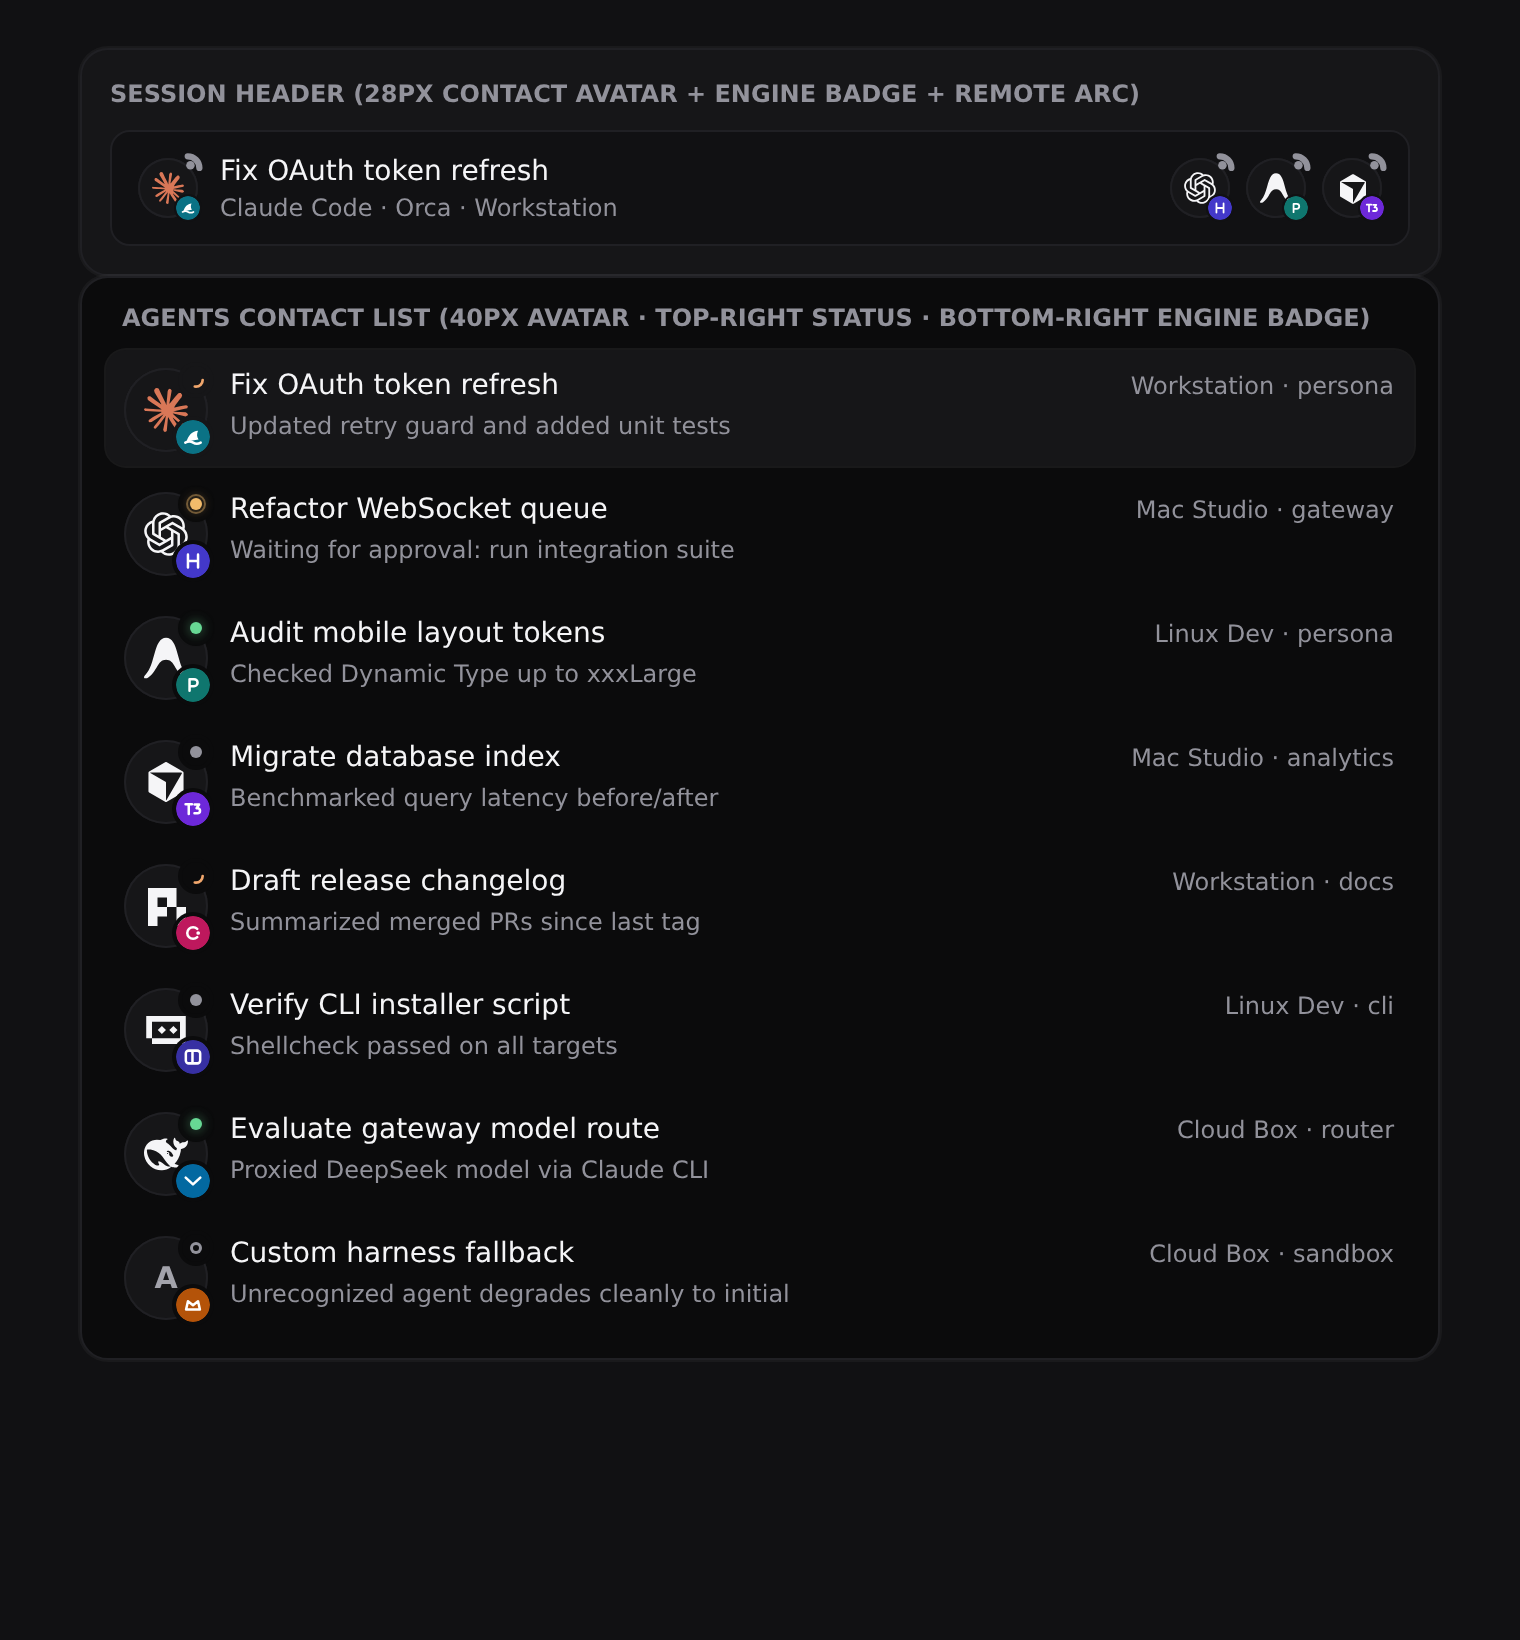 SESSION HEADER (28PX CONTACT AVATAR + ENGINE BADGE + REMOTE ARC)
Fix OAuth token refresh
Claude Code · Orca · Workstation
H
P
T3
AGENTS CONTACT LIST (40PX AVATAR · TOP-RIGHT STATUS · BOTTOM-RIGHT ENGINE BADGE)
Fix OAuth token refresh
Workstation · persona
Updated retry guard and added unit tests
Refactor WebSocket queue
Mac Studio · gateway
Waiting for approval: run integration suite
H
Audit mobile layout tokens
Linux Dev · persona
Checked Dynamic Type up to xxxLarge
P
Migrate database index
Mac Studio · analytics
Benchmarked query latency before/after
T3
Draft release changelog
Workstation · docs
Summarized merged PRs since last tag
Verify CLI installer script
Linux Dev · cli
Shellcheck passed on all targets
Evaluate gateway model route
Cloud Box · router
Proxied DeepSeek model via Claude CLI
Custom harness fallback
Cloud Box · sandbox
A
Unrecognized agent degrades cleanly to initial